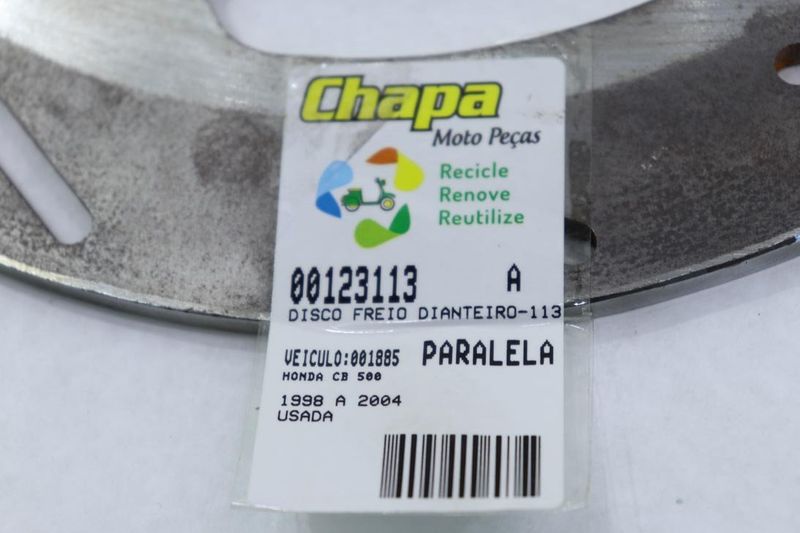 Chapa
Moto Peças
Recicle
Renove
Reutilize
00123113 A
DISCO FREIO DIANTEIRO-113
VEICULO:001885 PARALELA
HONDA CB 500
1998 A 2004
USADA